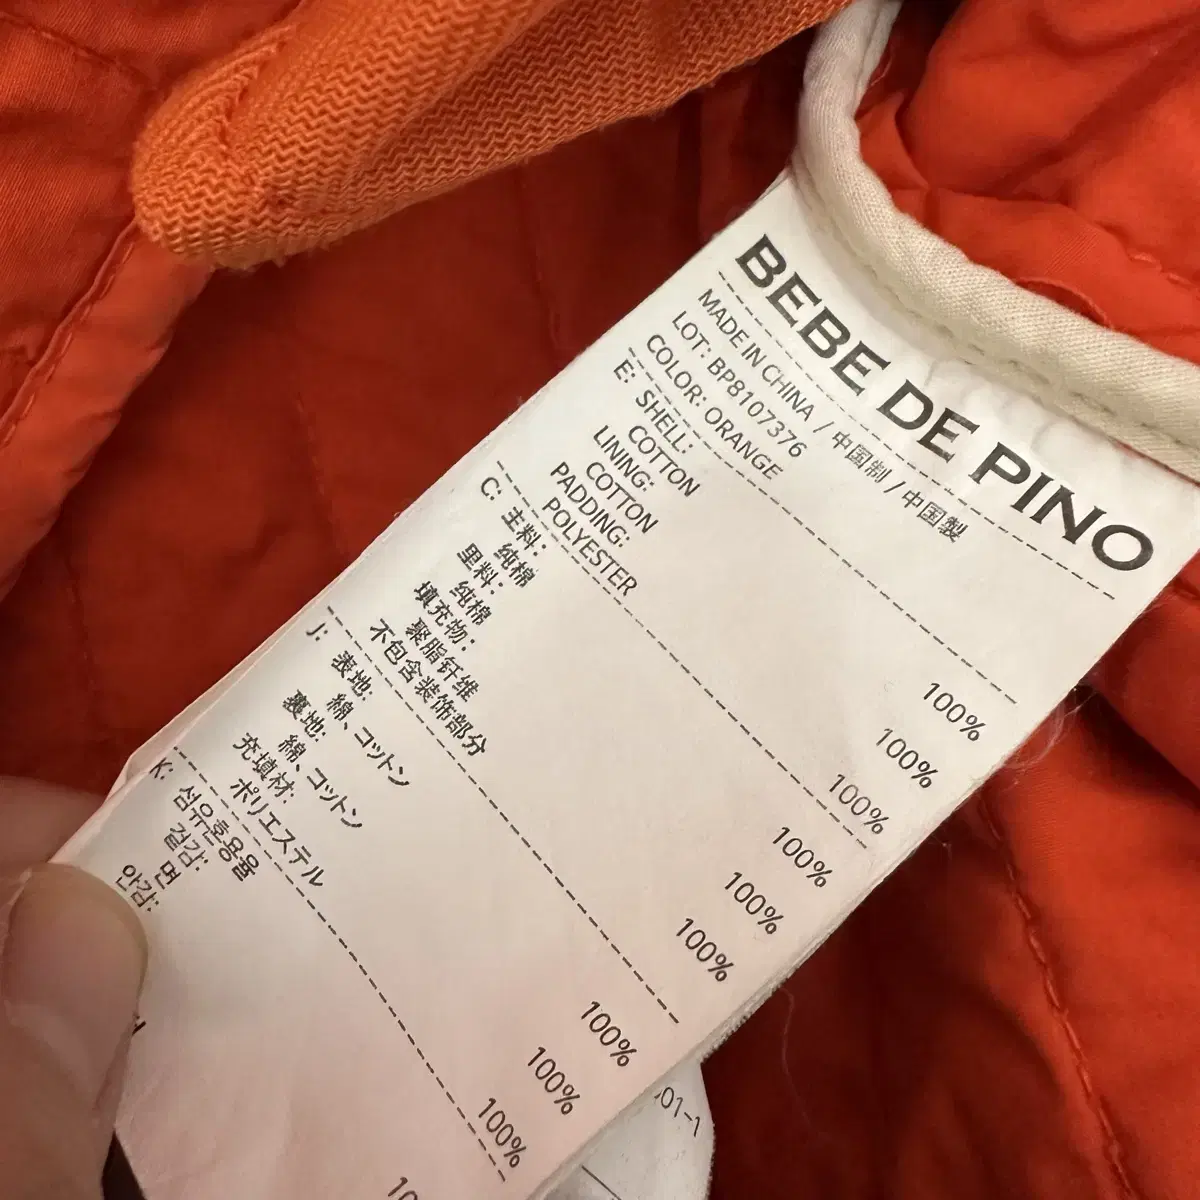 BEBE DE PINO
MADE IN CHINA / 中国制 / 中国製
LOT: BP8107376
COLOR: ORANGE
E: SHELL:
COTTON 100%
LINING:
COTTON 100%
PADDING:
POLYESTER 100%
C: 主料:
纯棉 100%
里料:
纯棉 100%
填充物:
聚脂钎维 100%
不包含装饰部分
J: 表地:
綿、コットン 100%
裏地:
綿、コットン 100%
充填材:
ポリエステル 100%
K: 섬유혼용율
겉감:
면 10
안감:
01-1